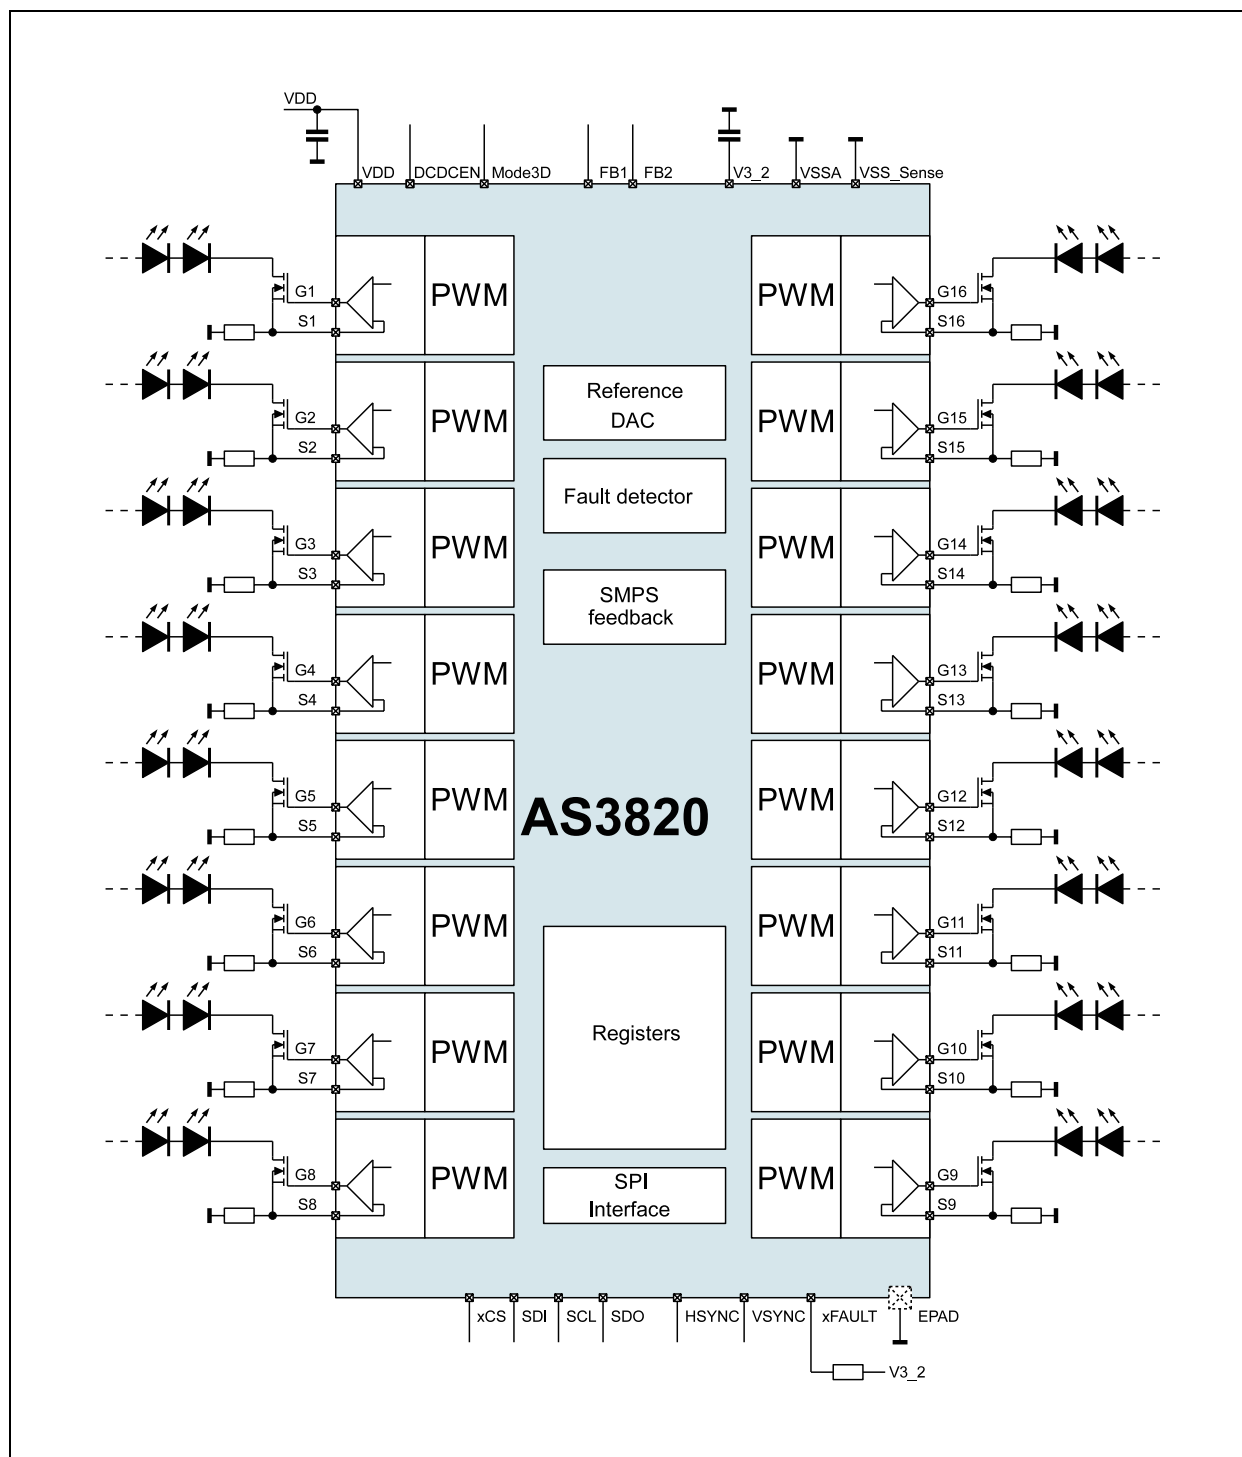 VDD
VDD DCDCEN Mode3D FB1 FB2 V3_2 VSSA VSS_Sense
G1 PWM PWM G16
S1 S16
Reference
DAC
G2 PWM PWM G15
S2 S15
Fault detector
G3 PWM PWM G14
S3 S14
SMPS
feedback
G4 PWM PWM G13
S4 S13
G5 PWM PWM G12
AS3820
S5 S12
G6 PWM PWM G11
S6 S11
Registers
G7 PWM PWM G10
S7 S10
G8 PWM PWM G9
SPI
Interface
S8 S9
xCS SDI SCL SDO HSYNC VSYNC xFAULT EPAD
V3_2